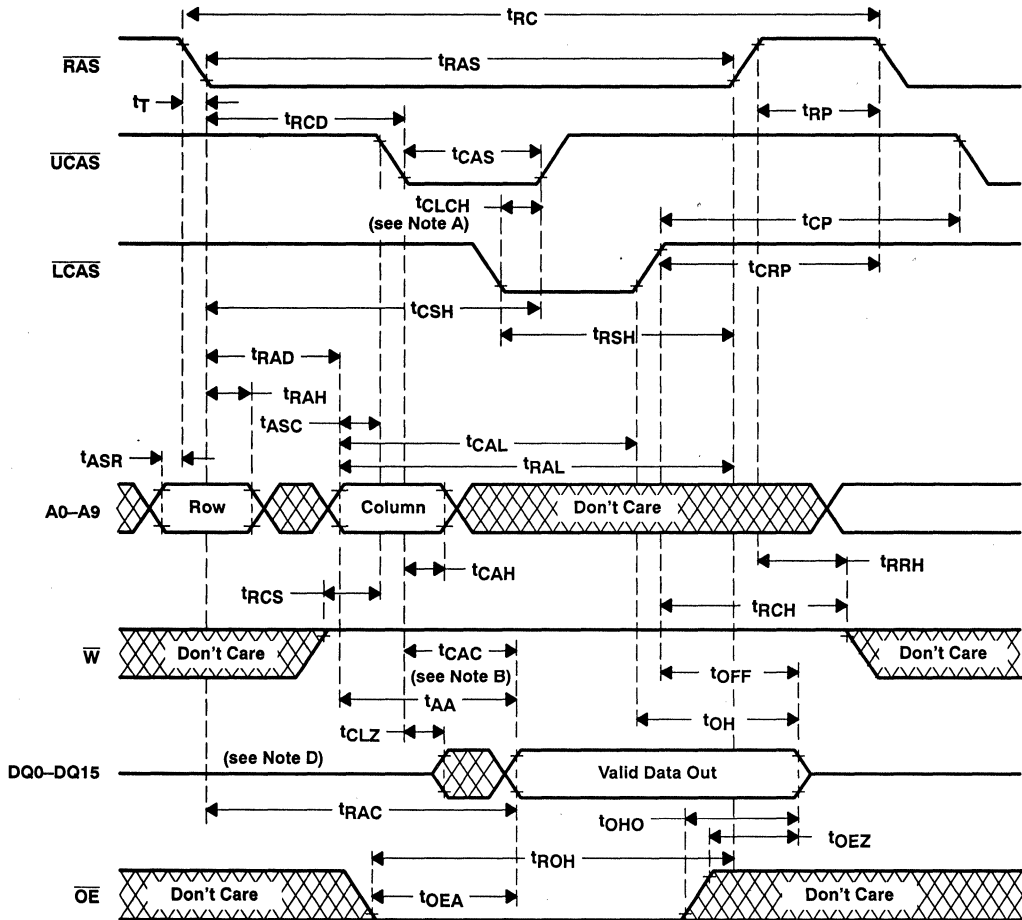 tRC
RAS
tRAS
tT
tRP
tRCD
UCAS
tCAS
tCLCH
(see Note A)
tCP
LCAS
tCRP
tCSH
tRSH
tRAD
tRAH
tASC
tCAL
tASR
tRAL
A0–A9
Row
Column
Don't Care
tCAH
tRRH
tRCS
tRCH
W
Don't Care
tCAC
Don't Care
(see Note B)
tOFF
tAA
tOH
tCLZ
(see Note D)
DQ0–DQ15
Valid Data Out
tRAC
tOHO
tOEZ
tROH
OE
Don't Care
tOEA
Don't Care